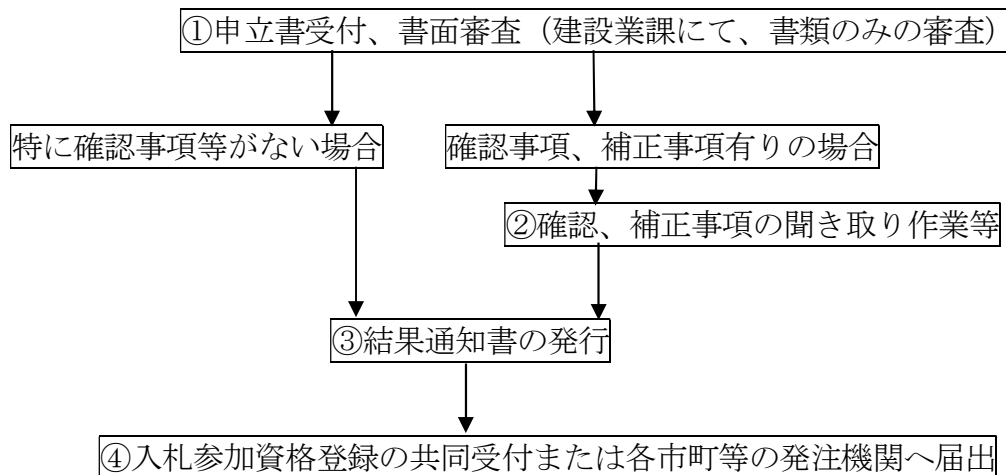 ①申立書受付、書面審査（建設業課にて、書類のみの審査）
特に確認事項等がない場合
確認事項、補正事項有りの場合
②確認、補正事項の聞き取り作業等
③結果通知書の発行
④入札参加資格登録の共同受付または各市町等の発注機関へ届出